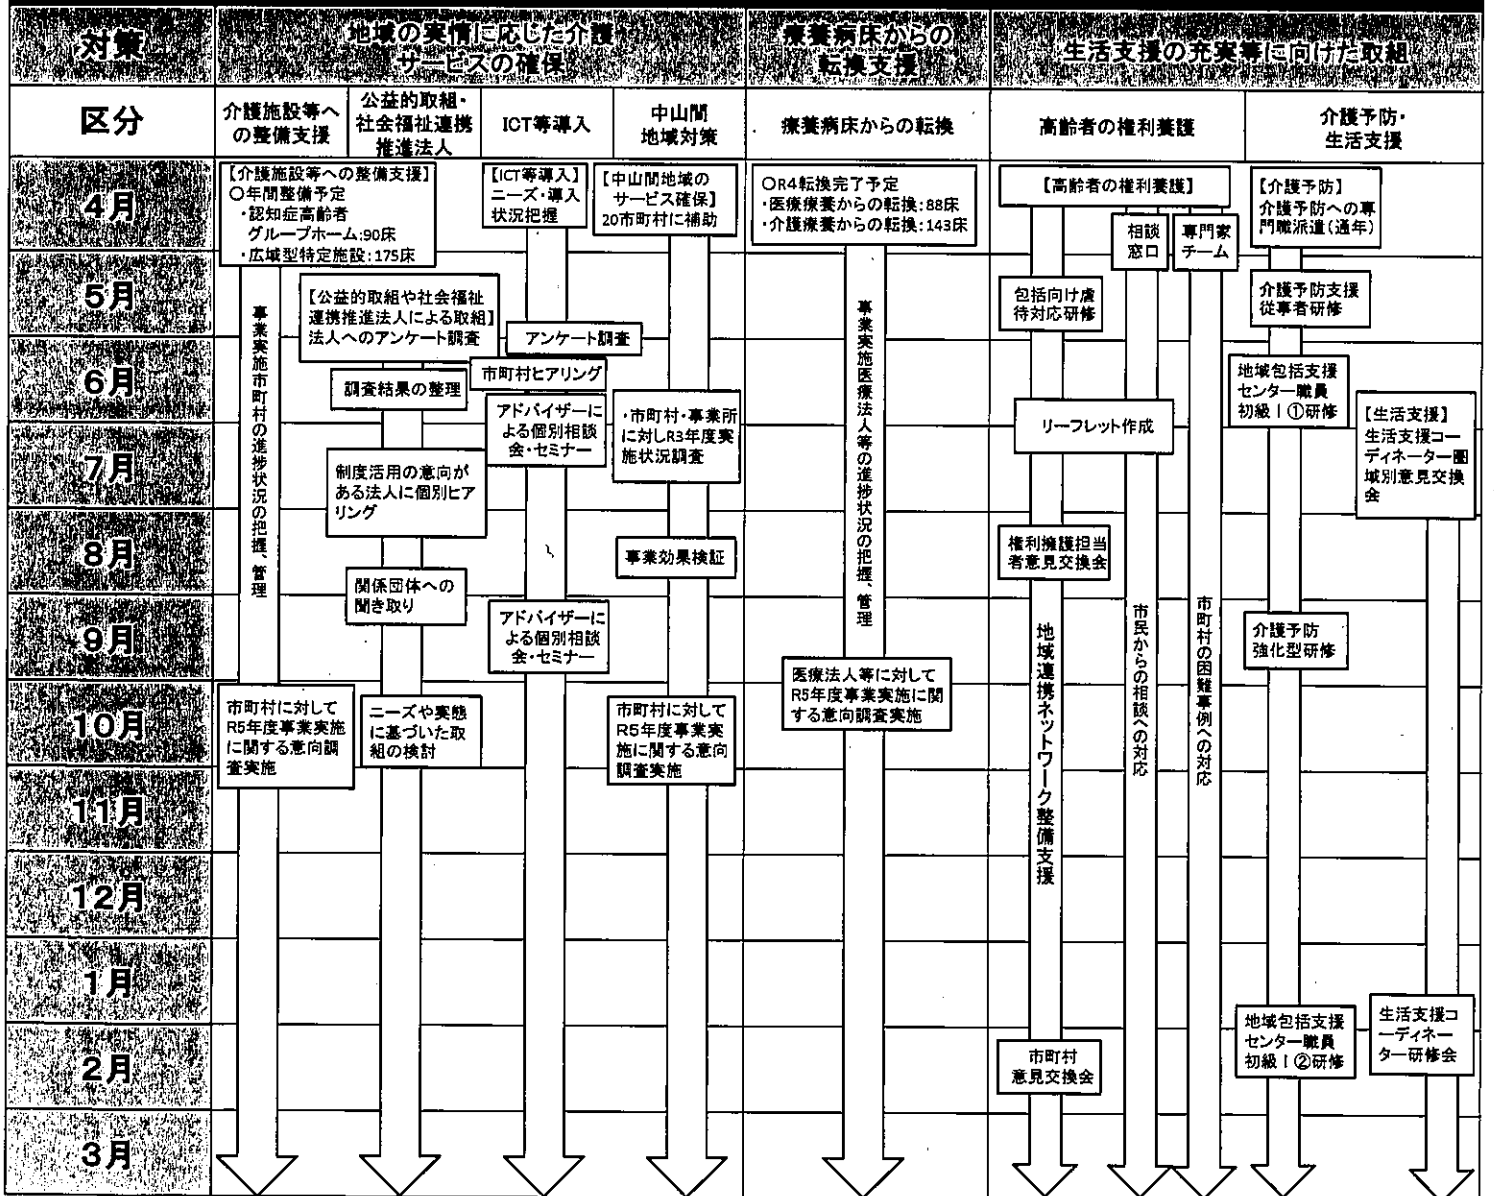 対策
地域の実情に応じた介護
サービスの確保
療養病床からの
転換支援
生活支援の充実等に向けた取組
区分
介護施設等へ
の整備支援
公益的取組・
社会福祉連携
推進法人
ICT等導入
中山間
地域対策
療養病床からの転換
高齢者の権利養護
介護予防・
生活支援
4月
5月
6月
7月
8月
9月
10月
11月
12月
1月
2月
3月
【介護施設等への整備支援】
〇年間整備予定
・認知症高齢者
グループホーム:90床
・広域型特定施設:175床
事業実施市町村の進捗状況の把握、管理
市町村に対して
R5年度事業実施
に関する意向調
査実施
【公益的取組や社会福祉
連携推進法人による取組】
法人へのアンケート調査
調査結果の整理
制度活用の意向が
ある法人に個別ヒア
リング
関係団体への
聞き取り
ニーズや実態
に基づいた取
組の検討
【ICT等導入】
ニーズ・導入
状況把握
アンケート調査
市町村ヒアリング
アドバイザーに
よる個別相談
会・セミナー
アドバイザーに
よる個別相談
会・セミナー
【中山間地域の
サービス確保】
20市町村に補助
・市町村・事業所
に対しR3年度実
施状況調査
事業効果検証
市町村に対して
R5年度事業実
施に関する意向
調査実施
〇R4転換完了予定
・医療療養からの転換:88床
・介護療養からの転換:143床
事業実施医療法人等の進捗状況の把握、管理
医療法人等に対して
R5年度事業実施に関
する意向調査実施
【高齢者の権利養護】
相談
窓口
専門家
チーム
包括向け虐
待対応研修
リーフレット作成
権利擁護担当
者意見交換会
地域連携ネットワーク整備支援
市民からの相談への対応
市町村の困難事例への対応
市町村
意見交換会
【介護予防】
介護予防への専
門職派遣(通年)
介護予防支援
従事者研修
地域包括支援
センター職員
初級Ⅰ①研修
介護予防
強化型研修
地域包括支援
センター職員
初級Ⅰ②研修
【生活支援】
生活支援コー
ディネーター圏
域別意見交換
会
生活支援コ
ーディネー
ター研修会